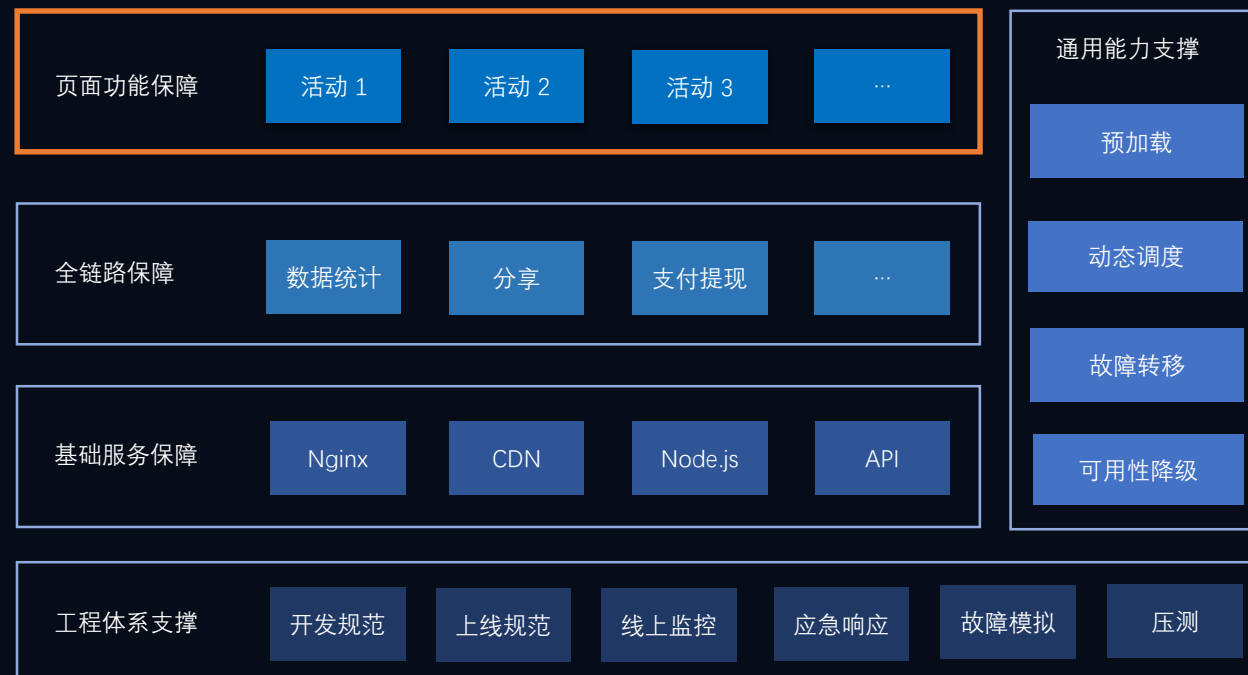 页面功能保障
活动 1
活动 2
活动 3
...
全链路保障
数据统计
分享
支付提现
...
基础服务保障
Nginx
CDN
Node.js
API
通用能力支撑
预加载
动态调度
故障转移
可用性降级
工程体系支撑
开发规范
上线规范
线上监控
应急响应
故障模拟
压测